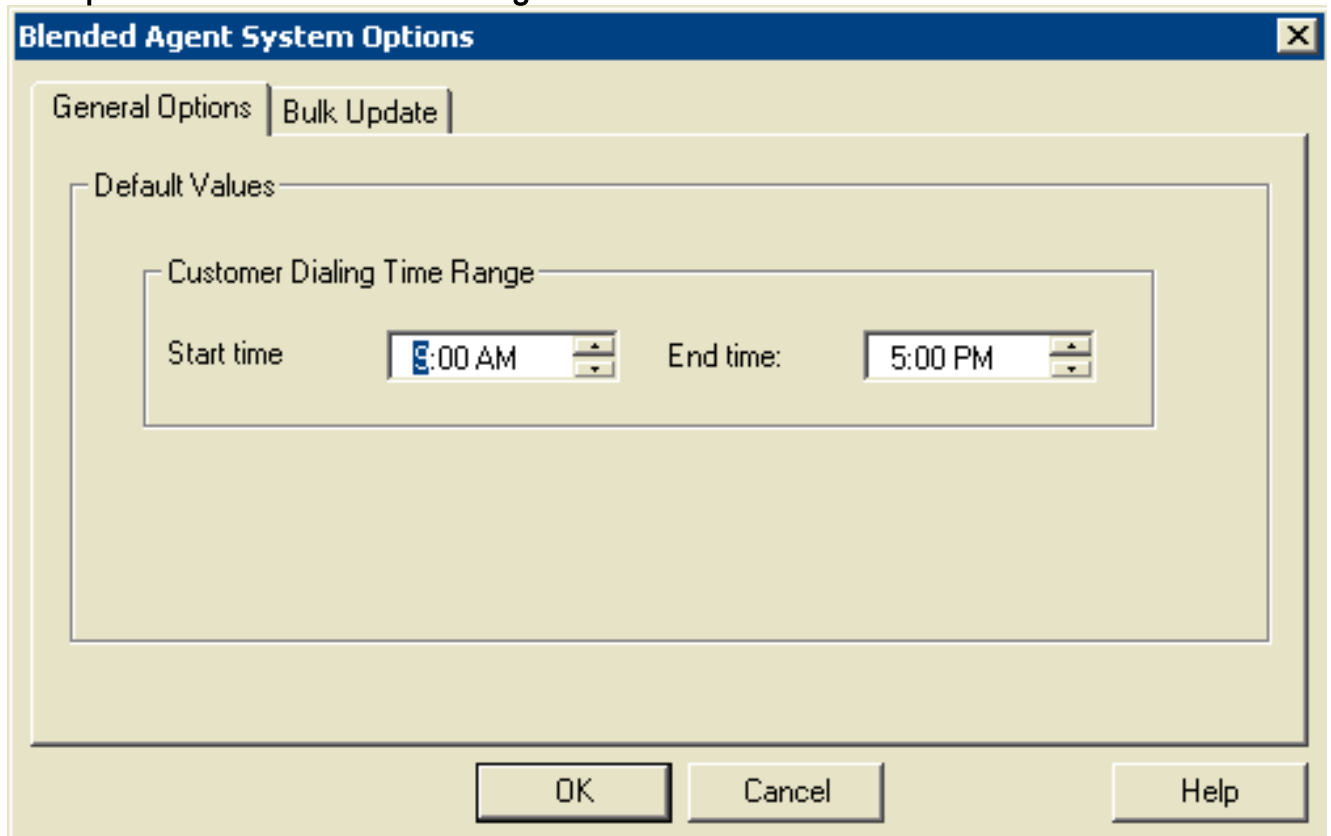 Blended Agent System Options
General Options Bulk Update
Default Values
Customer Dialing Time Range
Start time 9:00 AM End time: 5:00 PM
OK Cancel Help